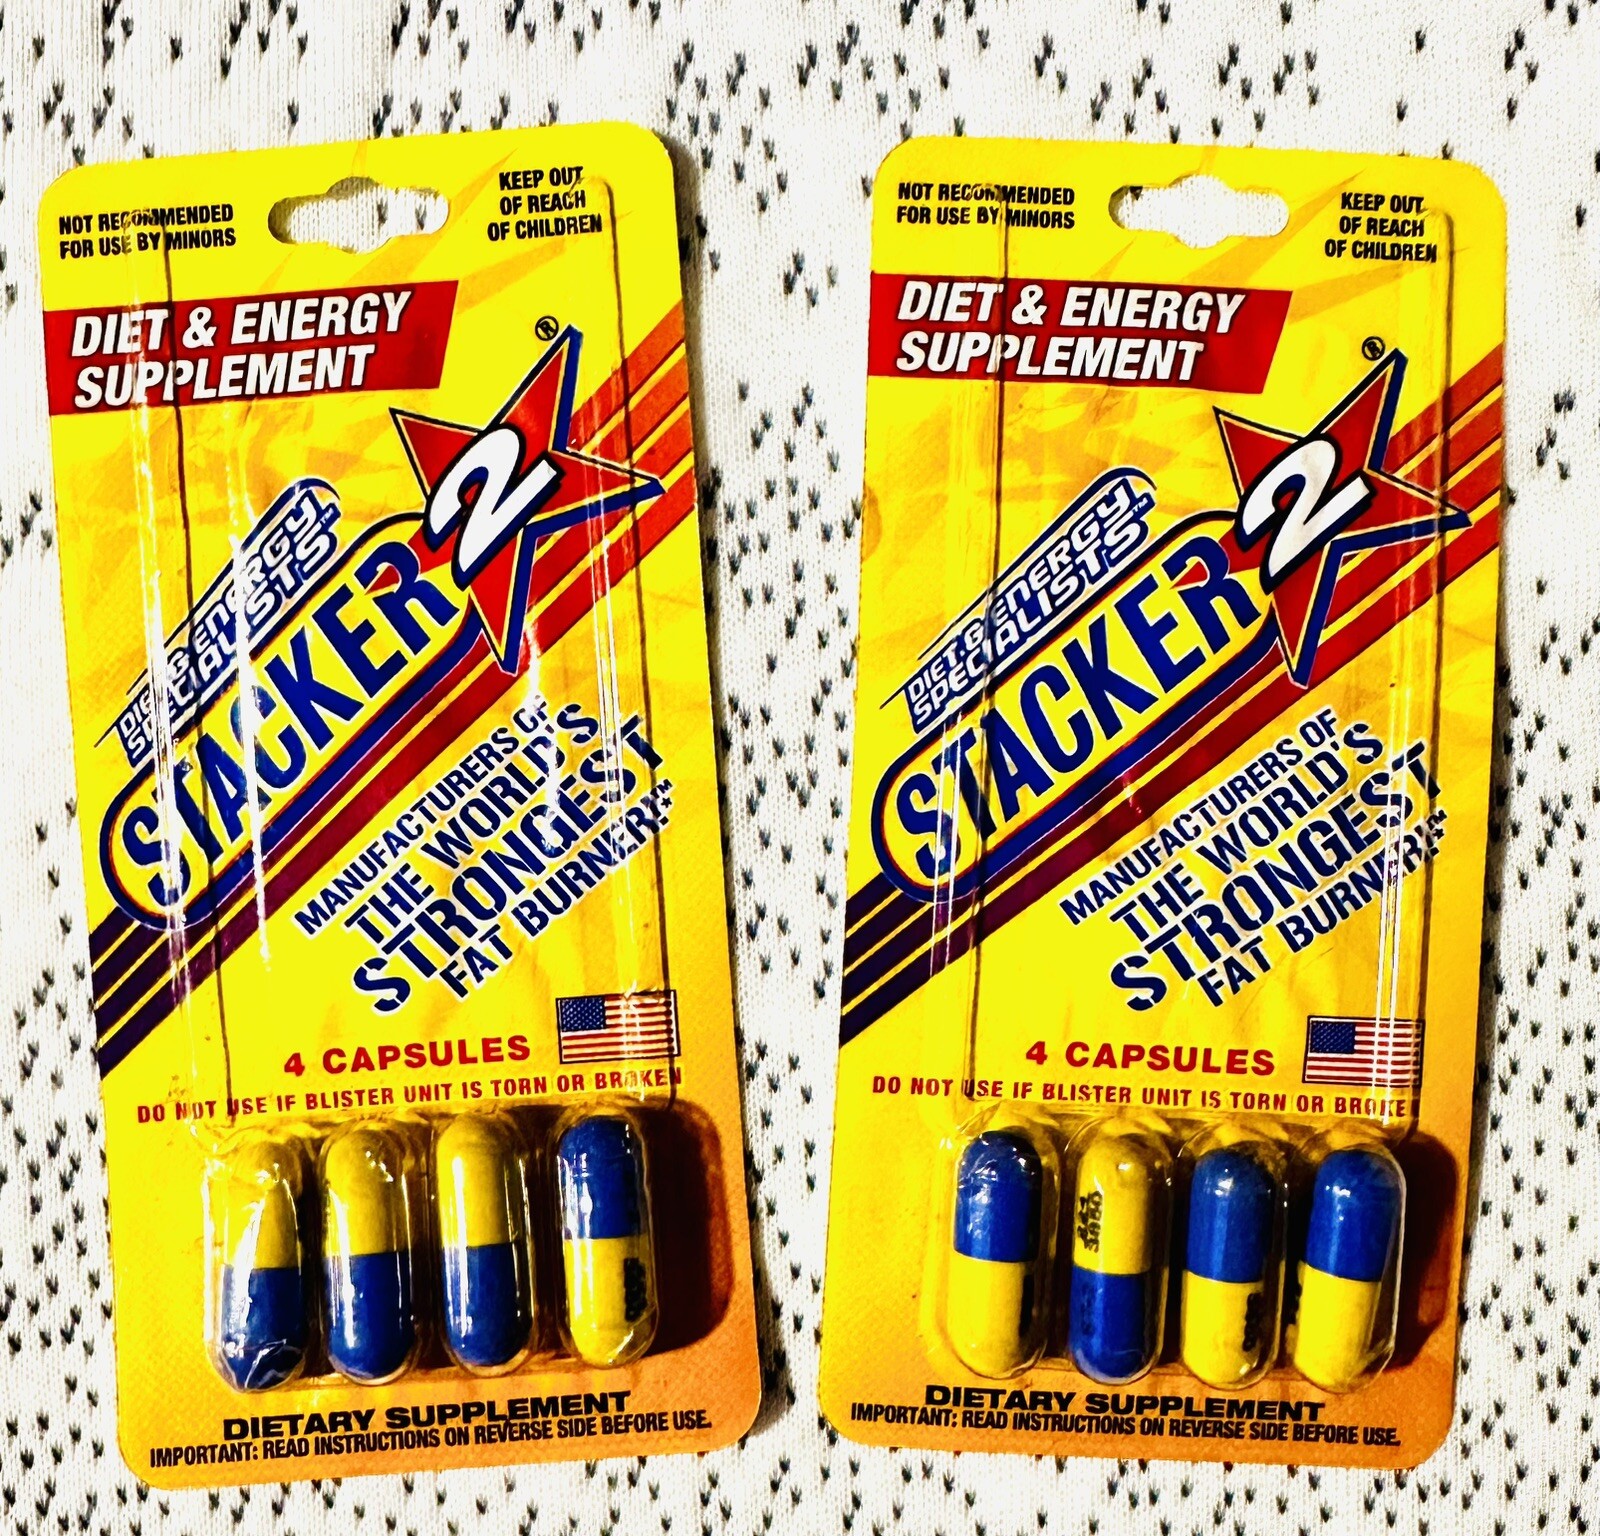 NOT RECOMMENDED
FOR USE BY MINORS
KEEP OUT
OF REACH
OF CHILDREN
DIET & ENERGY
SUPPLEMENT
®
DIET & ENERGY
SPECIALISTS™
STACKER 2
MANUFACTURERS OF
THE WORLD'S
STRONGEST
FAT BURNER!
4 CAPSULES
DO NOT USE IF BLISTER UNIT IS TORN OR BROKEN
DIETARY SUPPLEMENT
IMPORTANT: READ INSTRUCTIONS ON REVERSE SIDE BEFORE USE.
NOT RECOMMENDED
FOR USE BY MINORS
KEEP OUT
OF REACH
OF CHILDREN
DIET & ENERGY
SUPPLEMENT
®
DIET & ENERGY
SPECIALISTS™
STACKER 2
MANUFACTURERS OF
THE WORLD'S
STRONGEST
FAT BURNER!
4 CAPSULES
DO NOT USE IF BLISTER UNIT IS TORN OR BROKEN
DIETARY SUPPLEMENT
IMPORTANT: READ INSTRUCTIONS ON REVERSE SIDE BEFORE USE.